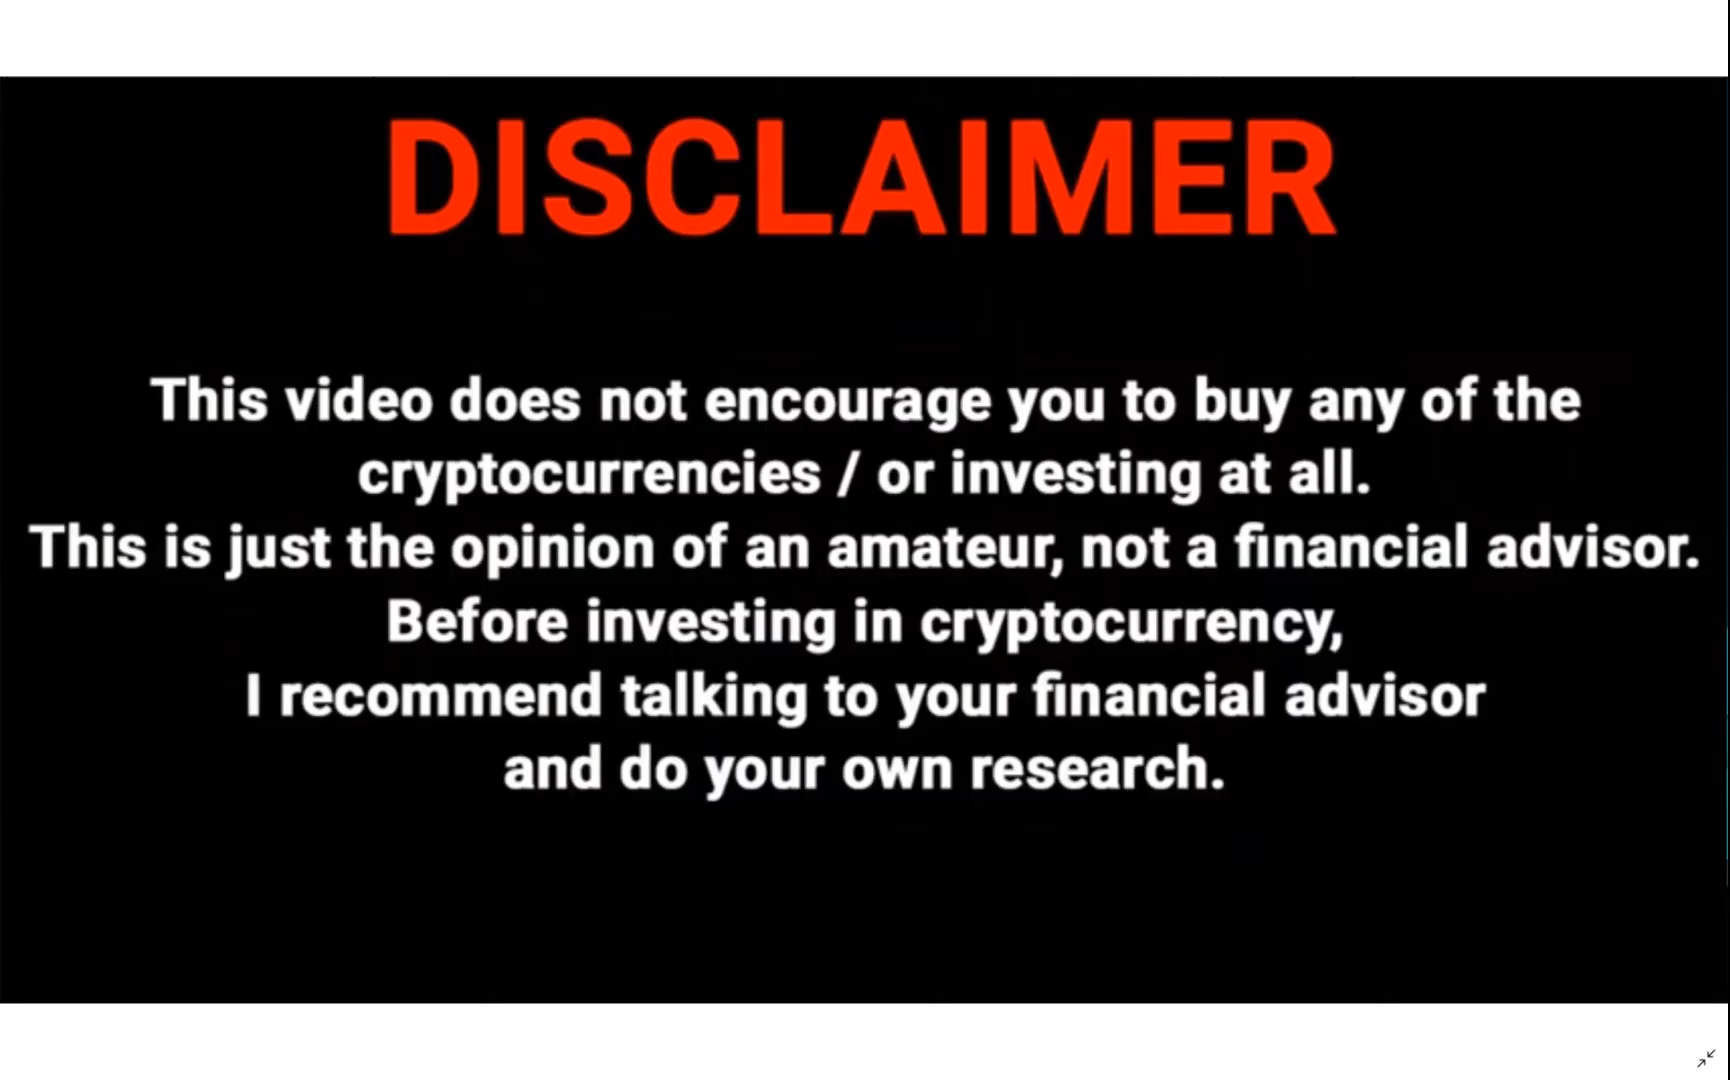 DISCLAIMER
This video does not encourage you to buy any of the
cryptocurrencies / or investing at all.
This is just the opinion of an amateur, not a financial advisor.
Before investing in cryptocurrency,
I recommend talking to your financial advisor
and do your own research.